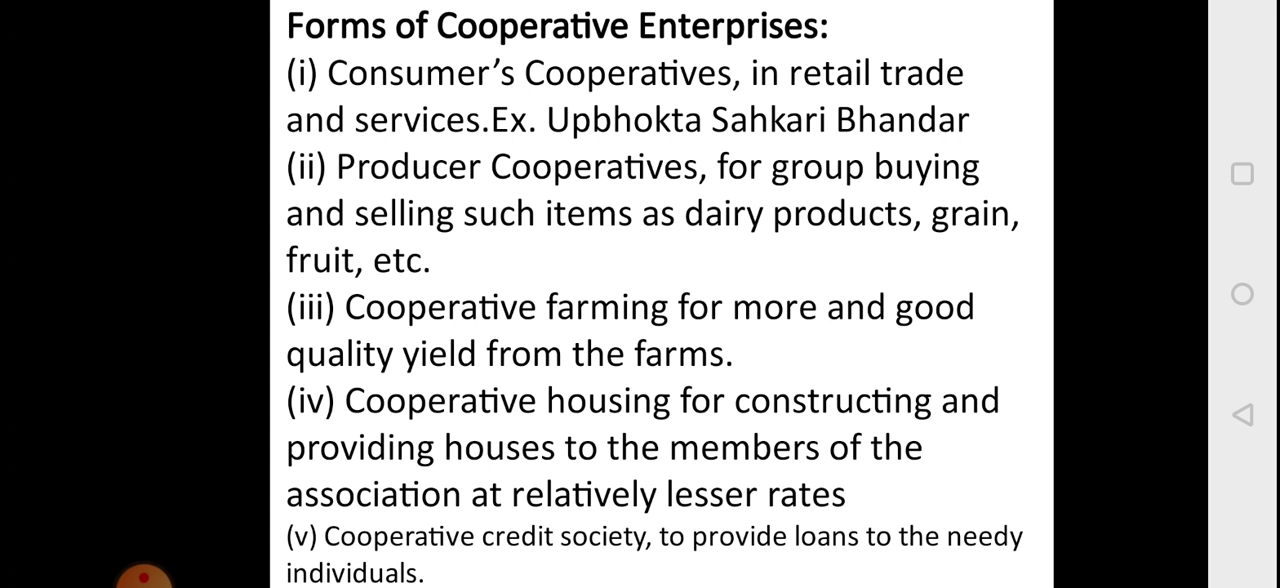 Forms of Cooperative Enterprises:
(i) Consumer’s Cooperatives, in retail trade
and services.Ex. Upbhokta Sahkari Bhandar
(ii) Producer Cooperatives, for group buying
and selling such items as dairy products, grain,
fruit, etc.
(iii) Cooperative farming for more and good
quality yield from the farms.
(iv) Cooperative housing for constructing and
providing houses to the members of the
association at relatively lesser rates
(v) Cooperative credit society, to provide loans to the needy
individuals.